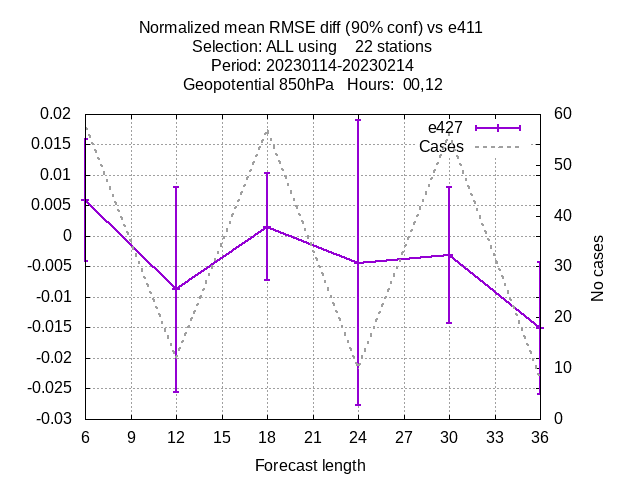 Normalized mean RMSE diff (90% conf) vs e411
Selection: ALL using    22 stations
Period: 20230114-20230214
Geopotential 850hPa   Hours:  00,12
0.02
0.015
0.01
0.005
0
-0.005
-0.01
-0.015
-0.02
-0.025
-0.03
60
50
40
30
20
10
0
e427
Cases
No cases
6 9 12 15 18 21 24 27 30 33 36
Forecast length